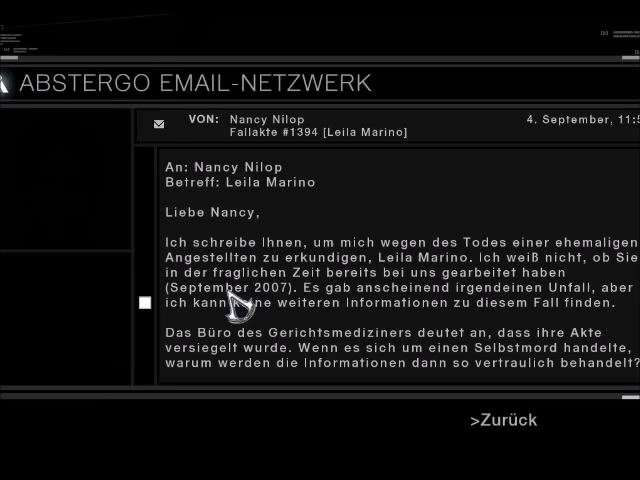 ABSTERGO EMAIL-NETZWERK
VON: Nancy Nilop 4. September, 11:5
Fallakte #1394 [Leila Marino]
An: Nancy Nilop
Betreff: Leila Marino
Liebe Nancy,
Ich schreibe Ihnen, um mich wegen des Todes einer ehemaligen
Angestellten zu erkundigen, Leila Marino. Ich weiß nicht, ob Sie
in der fraglichen Zeit bereits bei uns gearbeitet haben
(September 2007). Es gab anscheinend irgendeinen Unfall, aber
ich kann weiteren Informationen zu diesem Fall finden.
Das Büro des Gerichtsmediziners deutet an, dass ihre Akte
versiegelt wurde. Wenn es sich um einen Selbstmord handelte,
warum werden die Informationen dann so vertraulich behandelt?
>Zurück